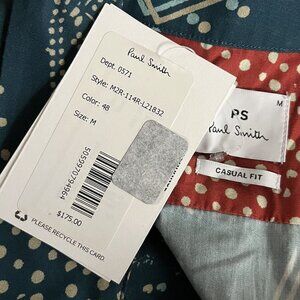 Paul Smith
Dept. 0571
Style: M2R-114R-L21832
Color: 48
Size: M
$175.00
PLEASE RECYCLE THIS CARD
PS
Paul Smith
M
CASUAL FIT